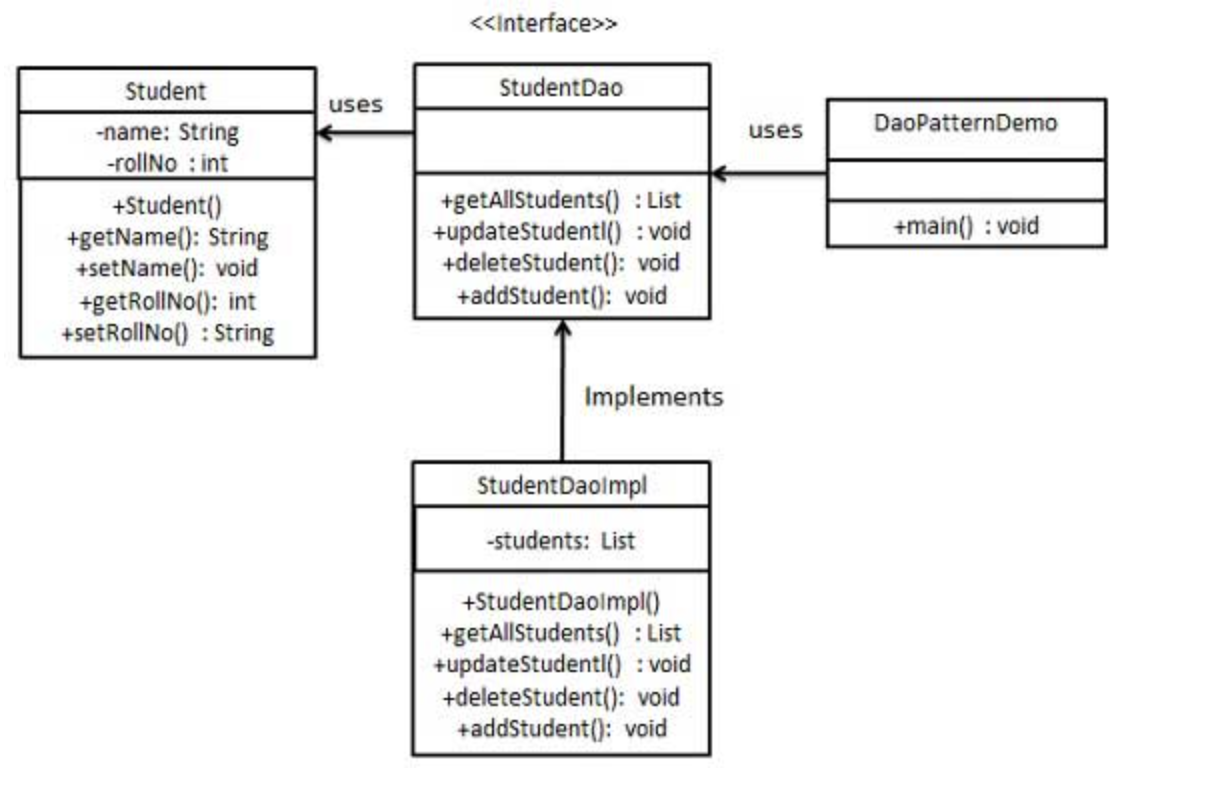 <<Interface>>
Student
-name: String
-rollNo : int
+Student()
+getName(): String
+setName(): void
+getRollNo(): int
+setRollNo() : String
uses
StudentDao
+getAllStudents() : List
+updateStudentl() : void
+deleteStudent(): void
+addStudent(): void
uses
DaoPatternDemo
+main() : void
Implements
StudentDaoImpl
-students: List
+StudentDaoImpl()
+getAllStudents() : List
+updateStudentl() : void
+deleteStudent(): void
+addStudent(): void